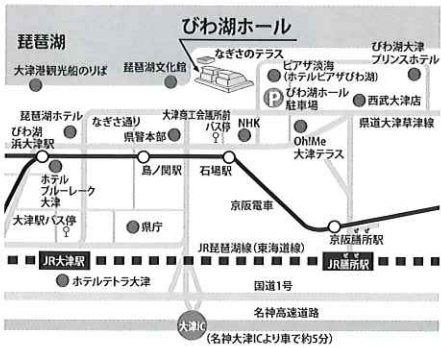 びわ湖ホール
琵琶湖
なぎさのテラス
大津港観光船のりば
琵琶湖文化館
ピアザ淡海
(ホテルピアザびわ湖)
びわ湖大津
プリンスホテル
P
びわ湖ホール
駐車場
西武大津店
琵琶湖ホテル
なぎさ通り
大津商工会議所前
バス停
NHK
県道大津草津線
びわ湖
浜大津駅
県警本部
Oh!Me
大津テラス
島ノ関駅
石場駅
ホテル
ブルーレーク
大津
京阪電車
大津駅バス停
県庁
京阪膳所駅
JR琵琶湖線(東海道線)
JR大津駅
JR膳所駅
ホテルテトラ大津
国道1号
名神高速道路
大津IC
(名神大津ICより車で約5分)